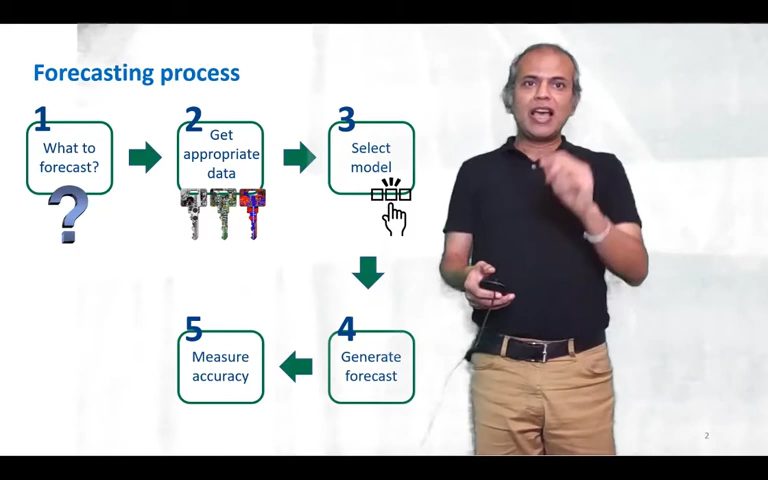 Forecasting process
1
What to
forecast?
2
Get
appropriate
data
3
Select
model
4
Generate
forecast
5
Measure
accuracy
2